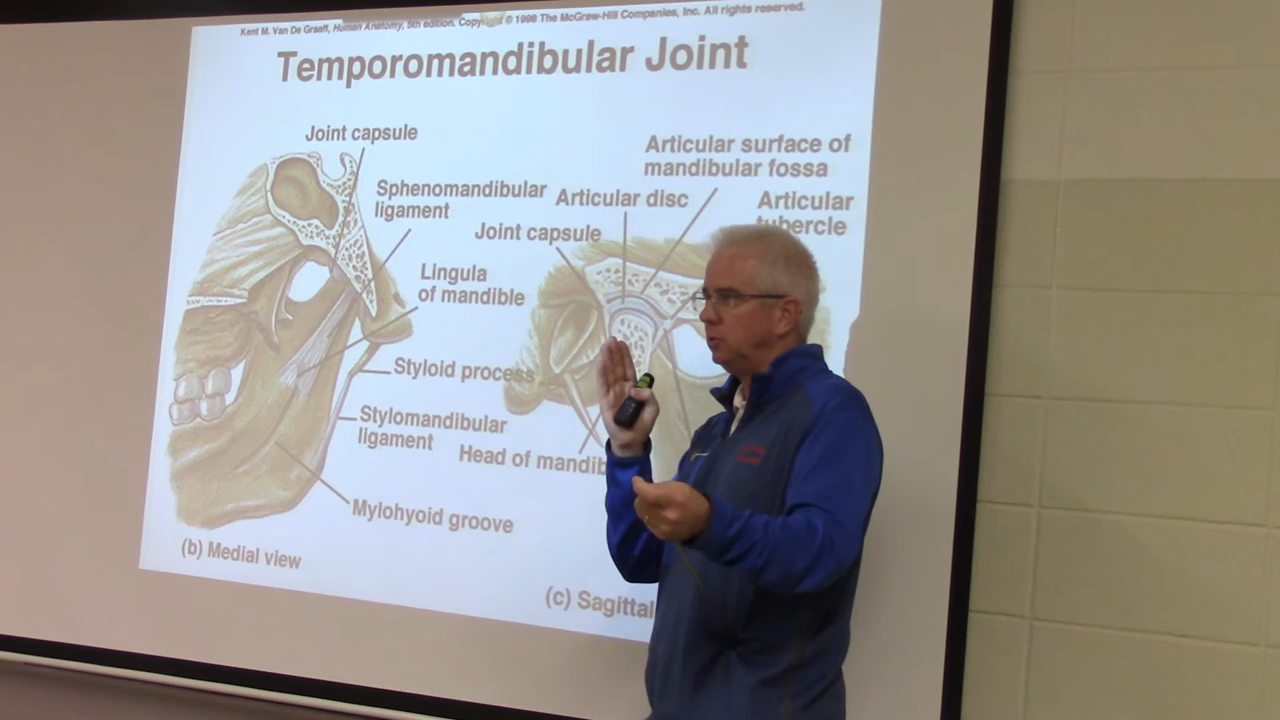 Kent M. Van De Graaff, Human Anatomy, 5th edition. Copyright © 1998 The McGraw-Hill Companies, Inc. All rights reserved.
Temporomandibular Joint
Joint capsule
Sphenomandibular
ligament
Lingula
of mandible
Styloid process
Stylomandibular
ligament
Mylohyoid groove
(b) Medial view
Articular surface of
mandibular fossa
Articular disc
Articular
tubercle
Joint capsule
Head of mandib
(c) Sagittal